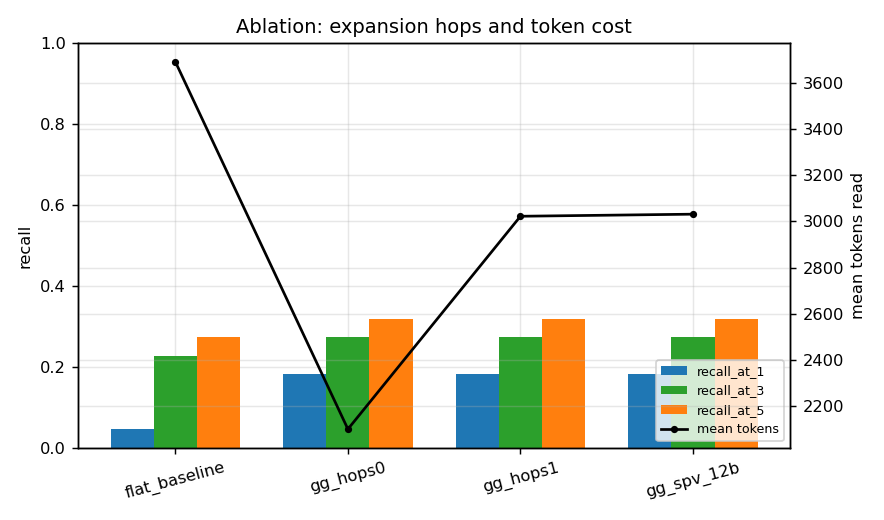 Ablation: expansion hops and token cost
1.0
0.8
0.6
0.4
0.2
0.0
recall
3600
3400
3200
3000
2800
2600
2400
2200
mean tokens read
recall_at_1
recall_at_3
recall_at_5
mean tokens
flat_baseline
gg_hops0
gg_hops1
gg_spv_12b